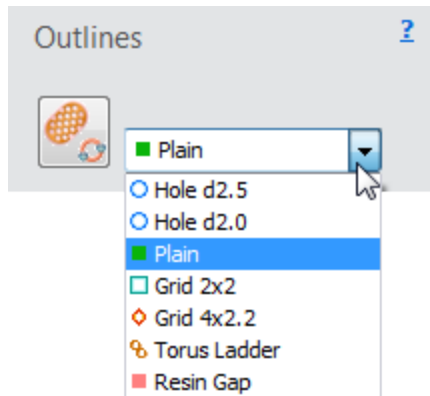 Outlines ?
Plain
Hole d2.5
Hole d2.0
Plain
Grid 2x2
Grid 4x2.2
Torus Ladder
Resin Gap